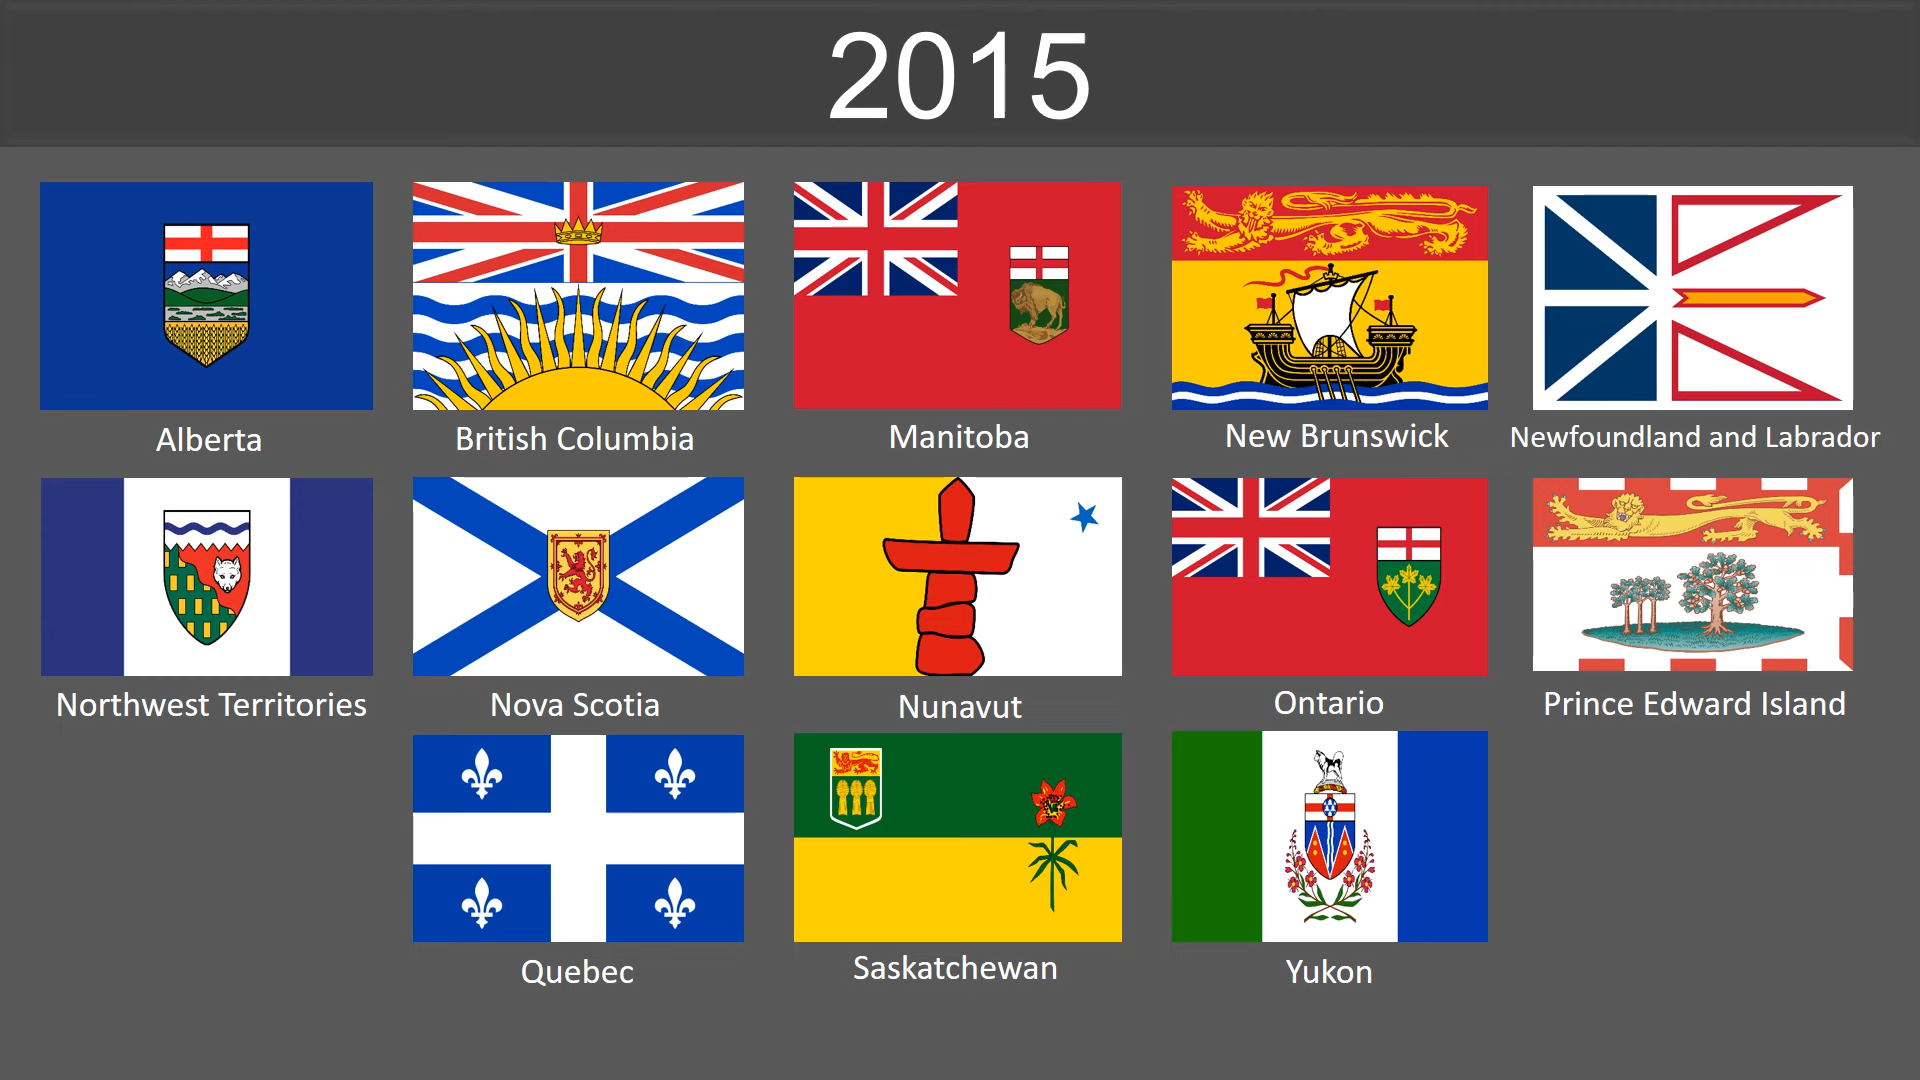 2015
Alberta
British Columbia
Manitoba
New Brunswick
Newfoundland and Labrador
Northwest Territories
Nova Scotia
Nunavut
Ontario
Prince Edward Island
Quebec
Saskatchewan
Yukon